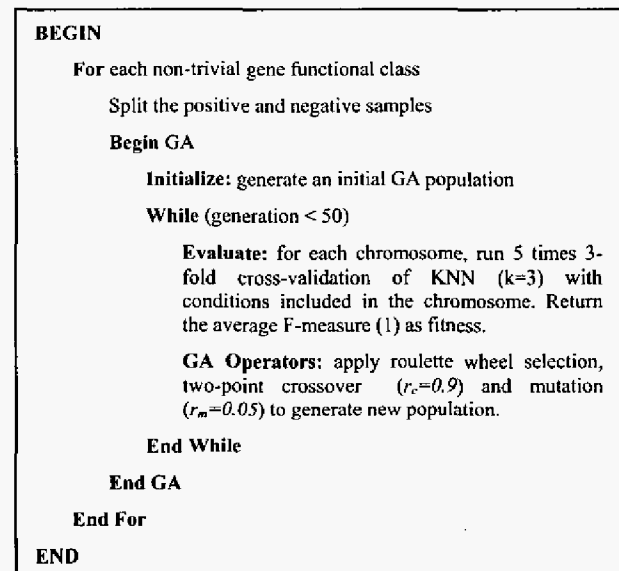 BEGIN
For each non-trivial gene functional class
Split the positive and negative samples
Begin GA
Initialize: generate an initial GA population
While (generation < 50)
Evaluate: for each chromosome, run 5 times 3-
fold cross-validation of KNN (k=3) with
conditions included in the chromosome. Return
the average F-measure (1) as fitness.
GA Operators: apply roulette wheel selection,
two-point crossover (r_c=0.9) and mutation
(r_m=0.05) to generate new population.
End While
End GA
End For
END